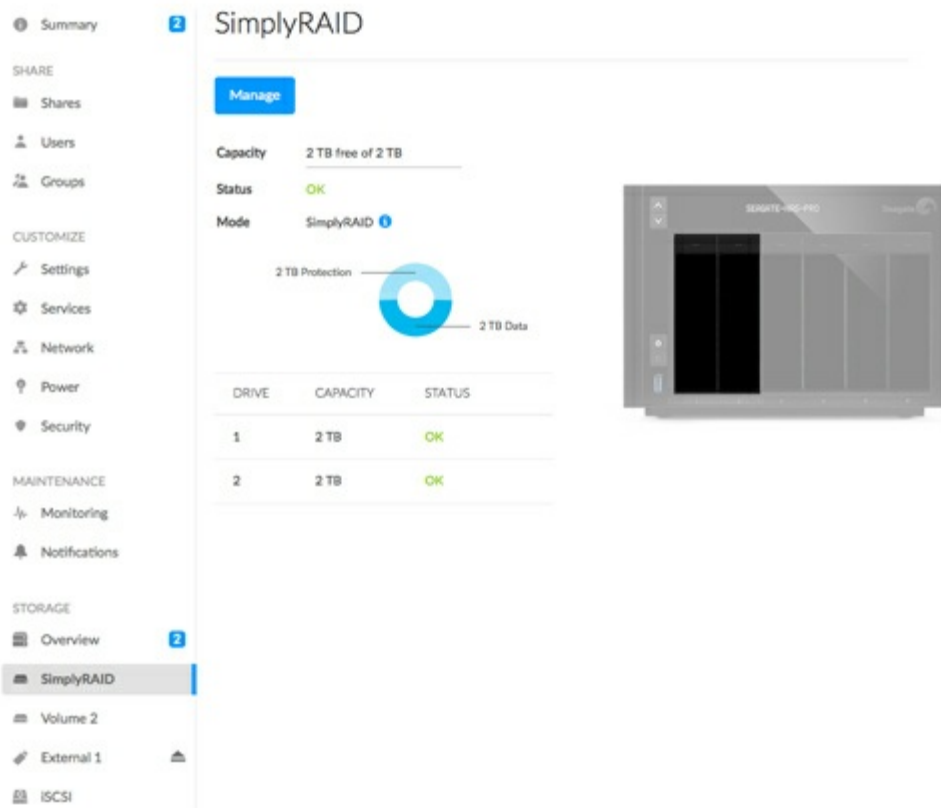 Summary 2
SHARE
Shares
Users
Groups
CUSTOMIZE
Settings
Services
Network
Power
Security
MAINTENANCE
Monitoring
Notifications
STORAGE
Overview 2
SimplyRAID
Volume 2
External 1
iSCSI
SimplyRAID
Manage
Capacity 2 TB free of 2 TB
Status OK
Mode SimplyRAID
2 TB Protection
2 TB Data
DRIVE CAPACITY STATUS
1 2 TB OK
2 2 TB OK
Seagate